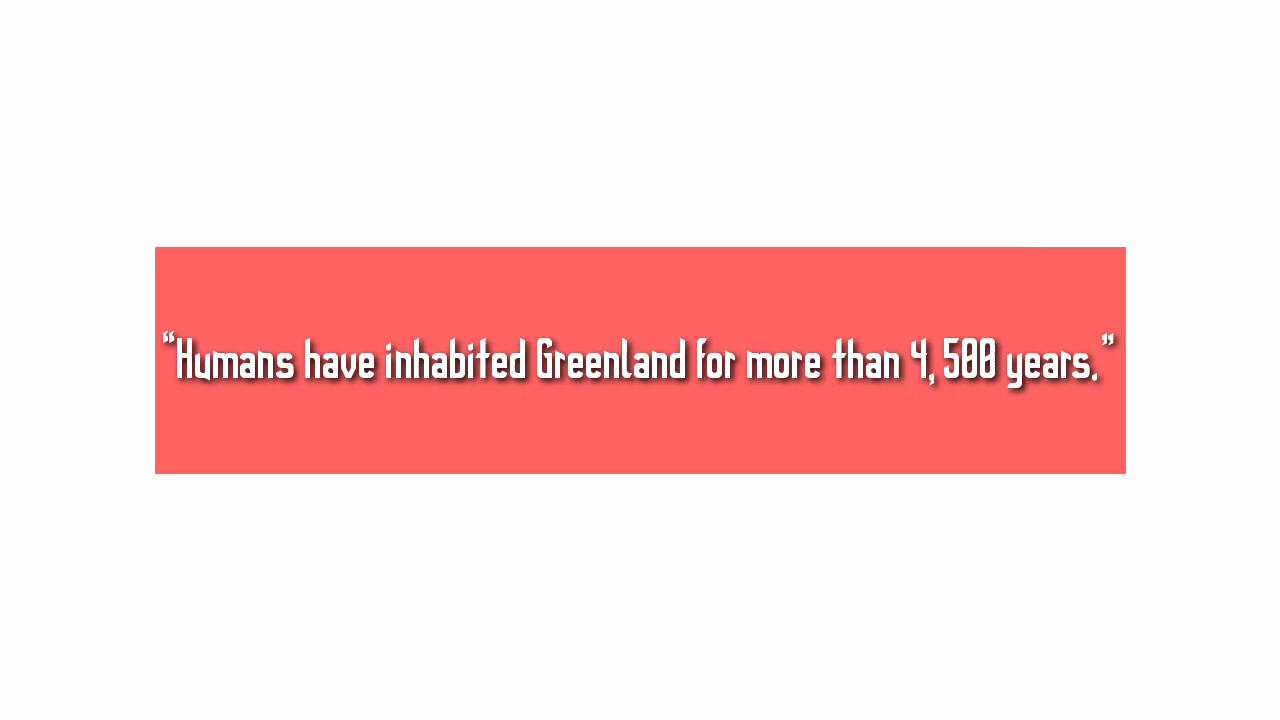 “Humans have inhabited Greenland for more than 4, 500 years.”